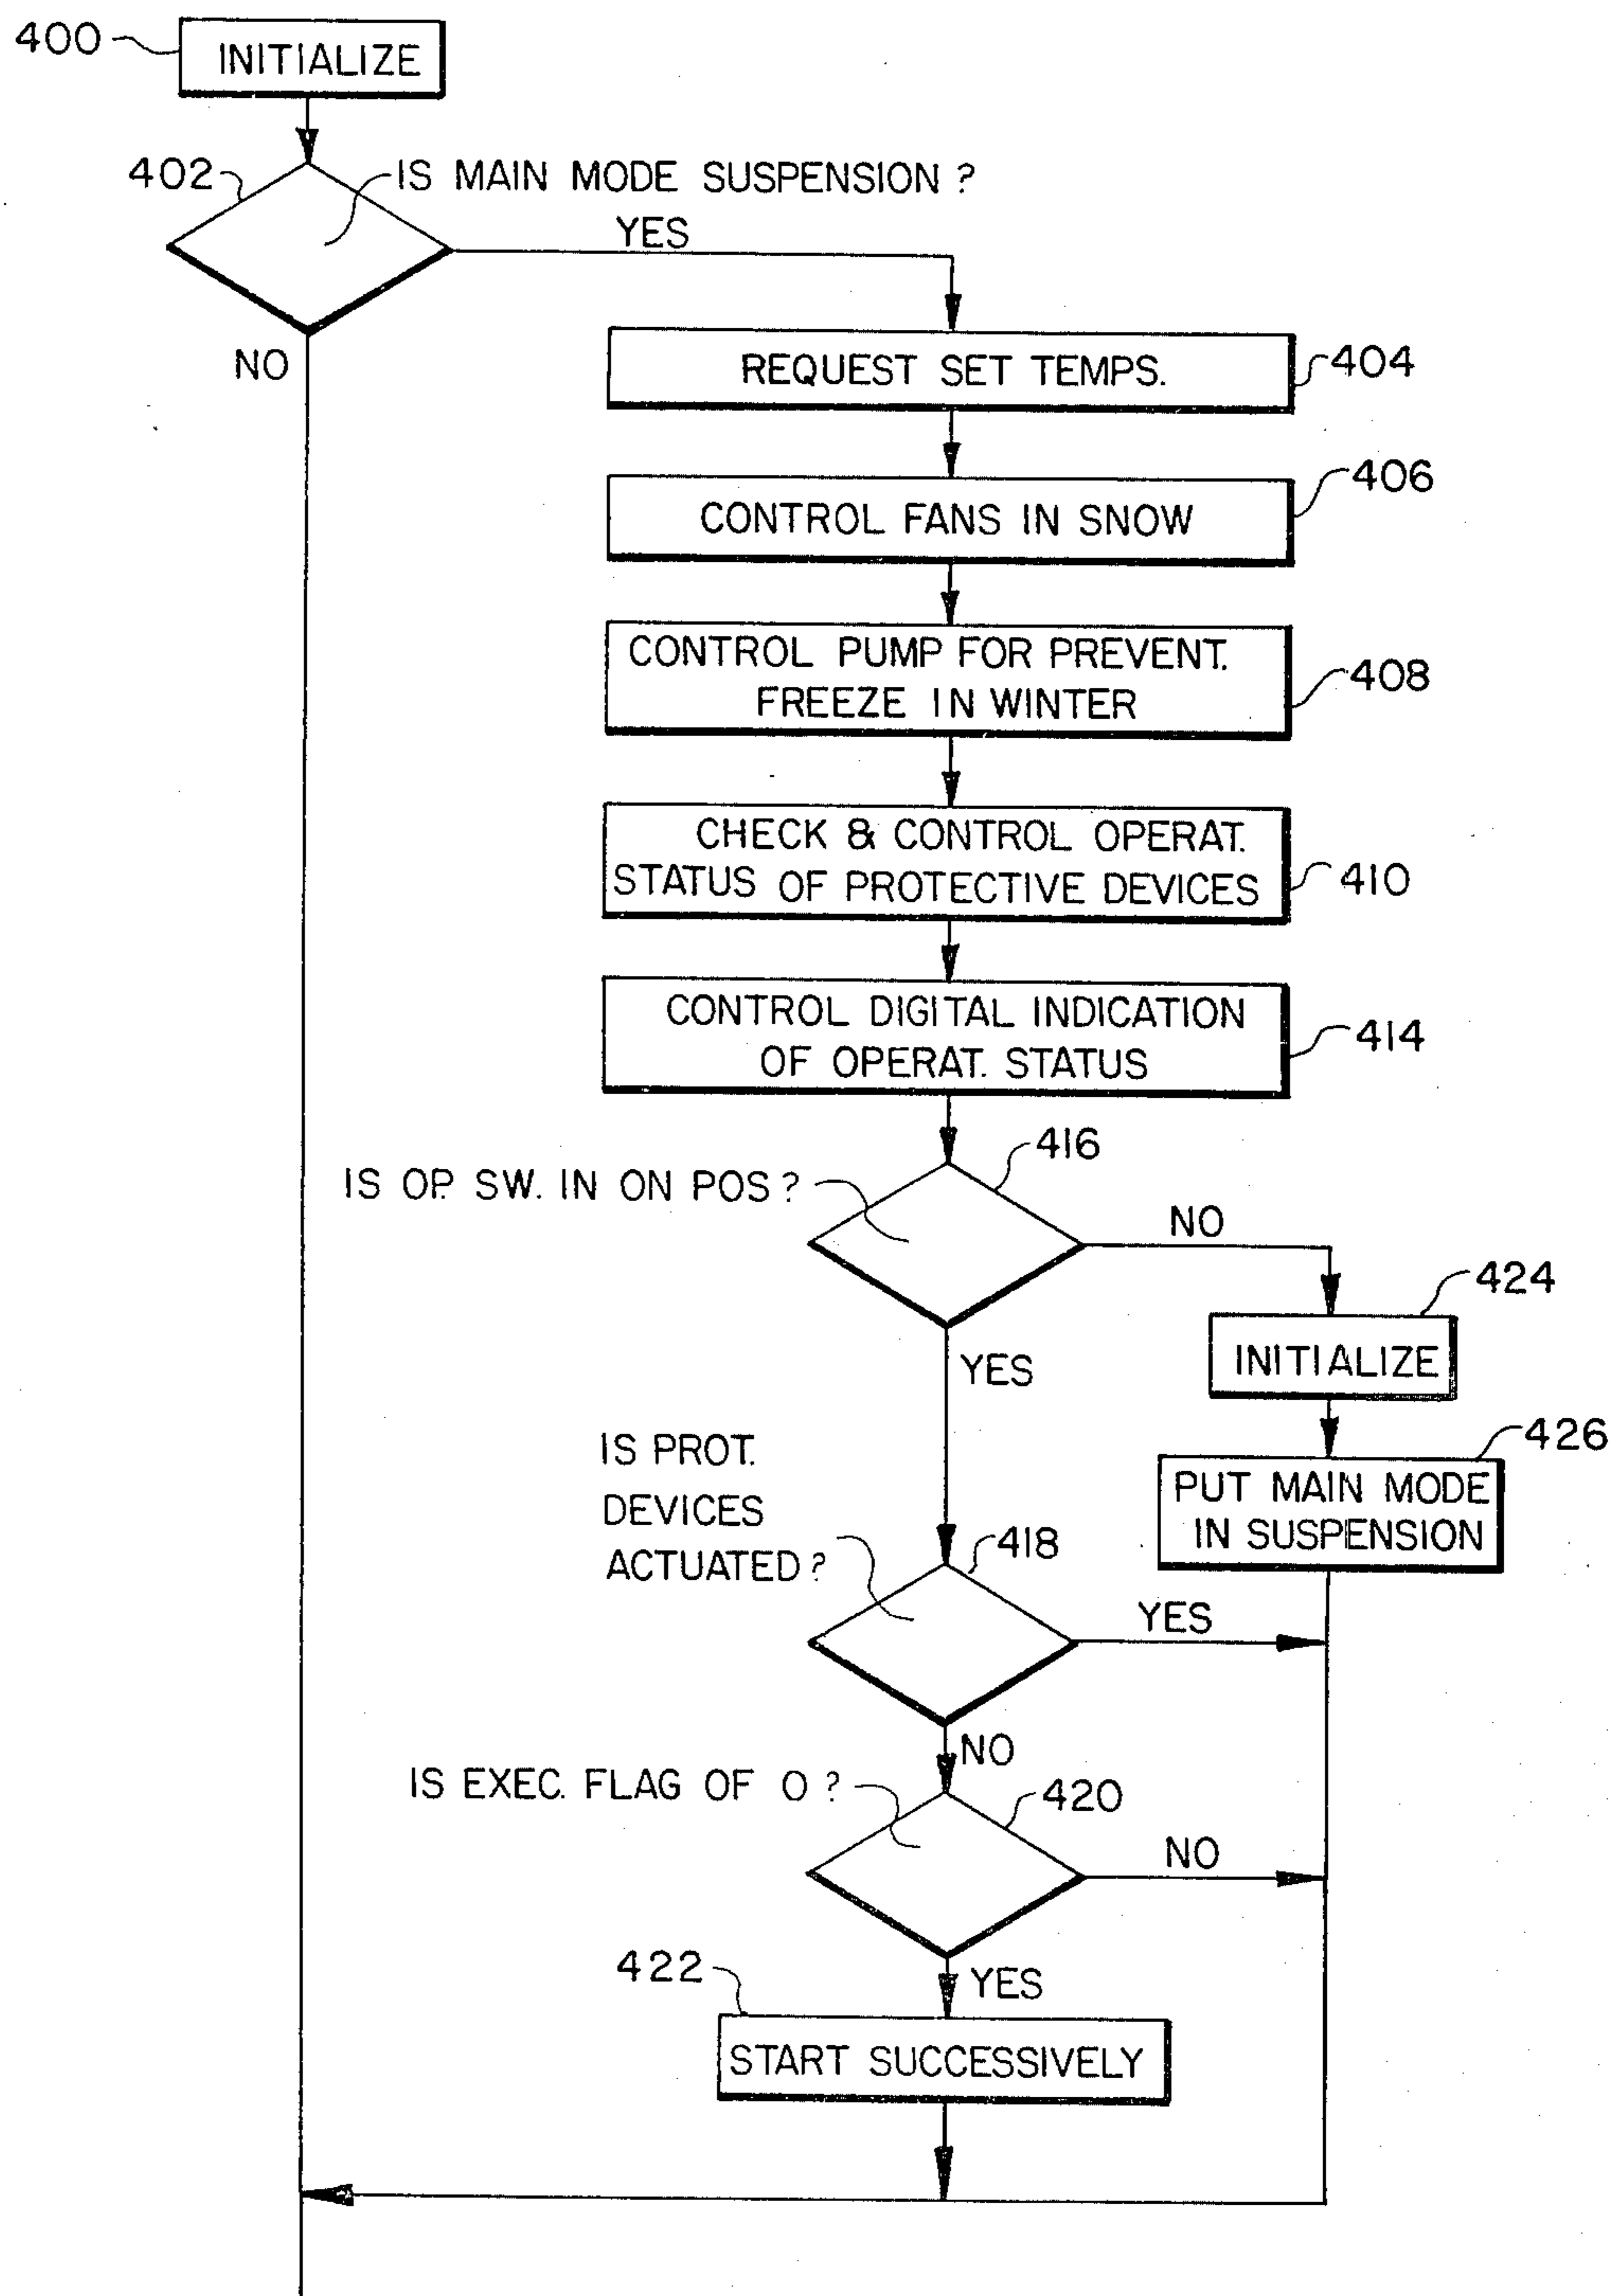 400
INITIALIZE
402
IS MAIN MODE SUSPENSION ?
YES
NO
REQUEST SET TEMPS.
404
406
CONTROL FANS IN SNOW
CONTROL PUMP FOR PREVENT.
FREEZE IN WINTER
408
CHECK & CONTROL OPERAT.
STATUS OF PROTECTIVE DEVICES
410
CONTROL DIGITAL INDICATION
OF OPERAT. STATUS
414
416
IS OP. SW. IN ON POS ?
NO
424
INITIALIZE
YES
426
PUT MAIN MODE
IN SUSPENSION
IS PROT.
DEVICES
ACTUATED ?
418
YES
NO
IS EXEC. FLAG OF O ?
420
NO
422
YES
START SUCCESSIVELY